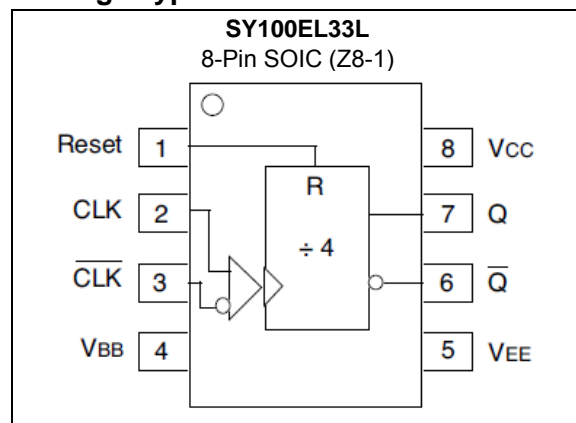 SY100EL33L
8-Pin SOIC (Z8-1)
Reset 1
8 VCC
R
CLK 2
7 Q
÷ 4
C̅L̅K̅ 3
6 Q̅
VBB 4
5 VEE